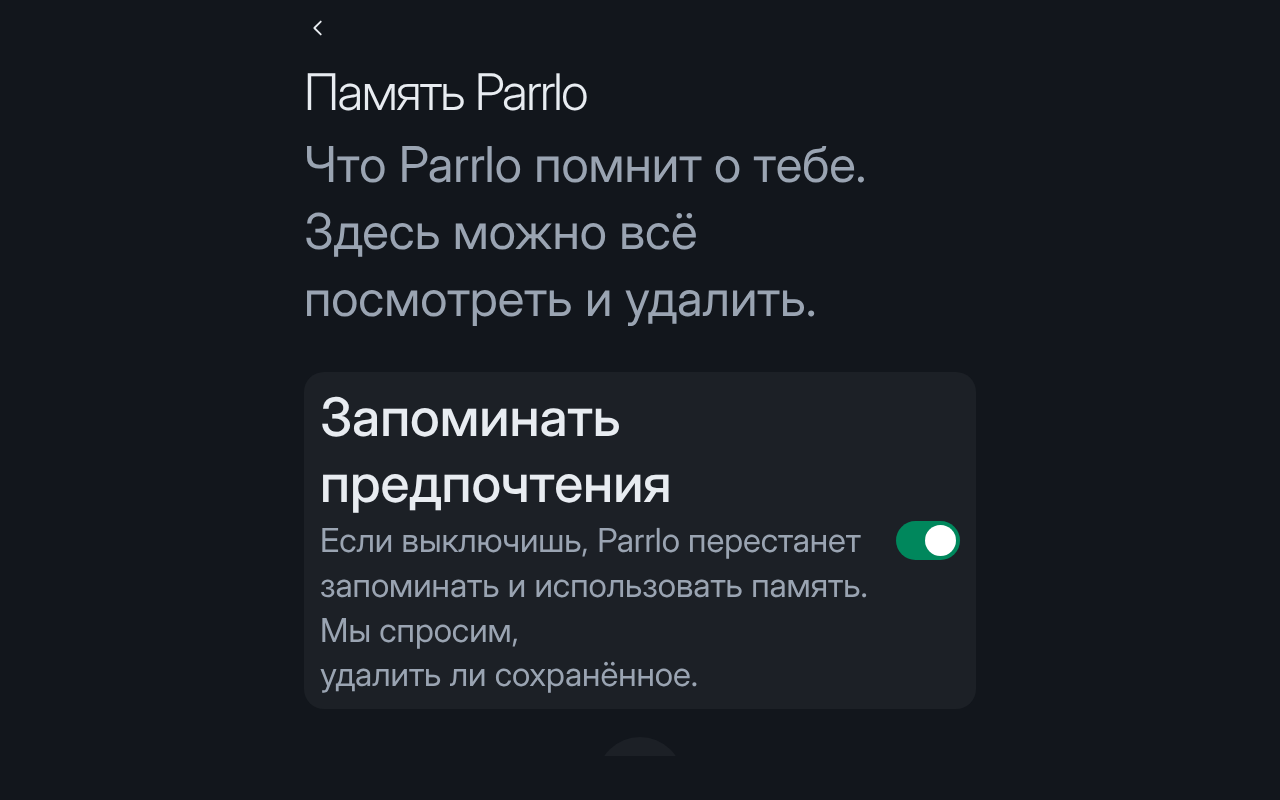 Память Parrlo
Что Parrlo помнит о тебе.
Здесь можно всё
посмотреть и удалить.
Запоминать
предпочтения
Если выключишь, Parrlo перестанет
запоминать и использовать память.
Мы спросим,
удалить ли сохранённое.